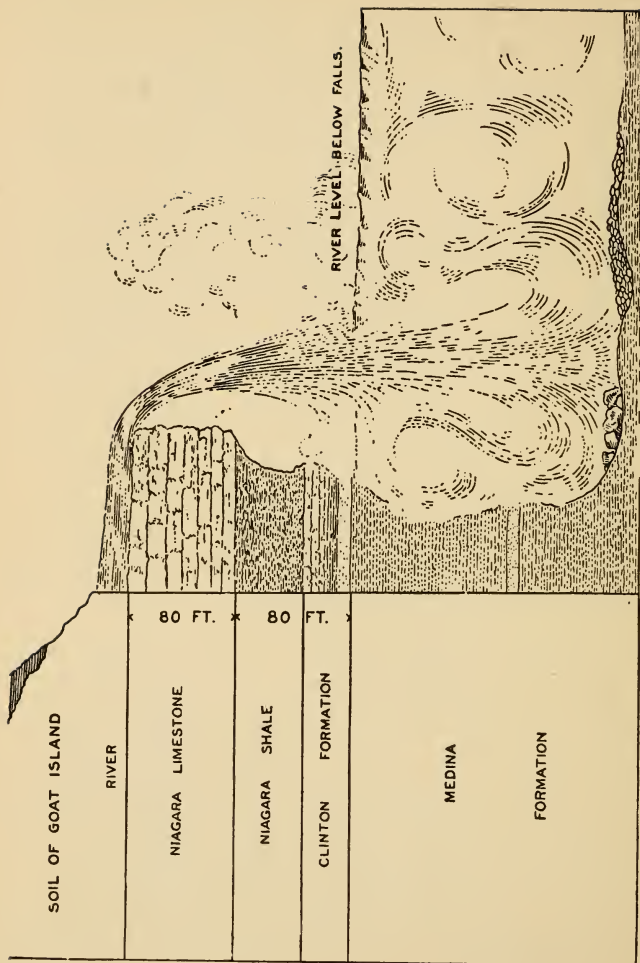 SOIL OF GOAT ISLAND
RIVER
NIAGARA LIMESTONE
80 FT.
NIAGARA SHALE
80 FT.
CLINTON FORMATION
MEDINA
FORMATION
RIVER LEVEL BELOW FALLS.